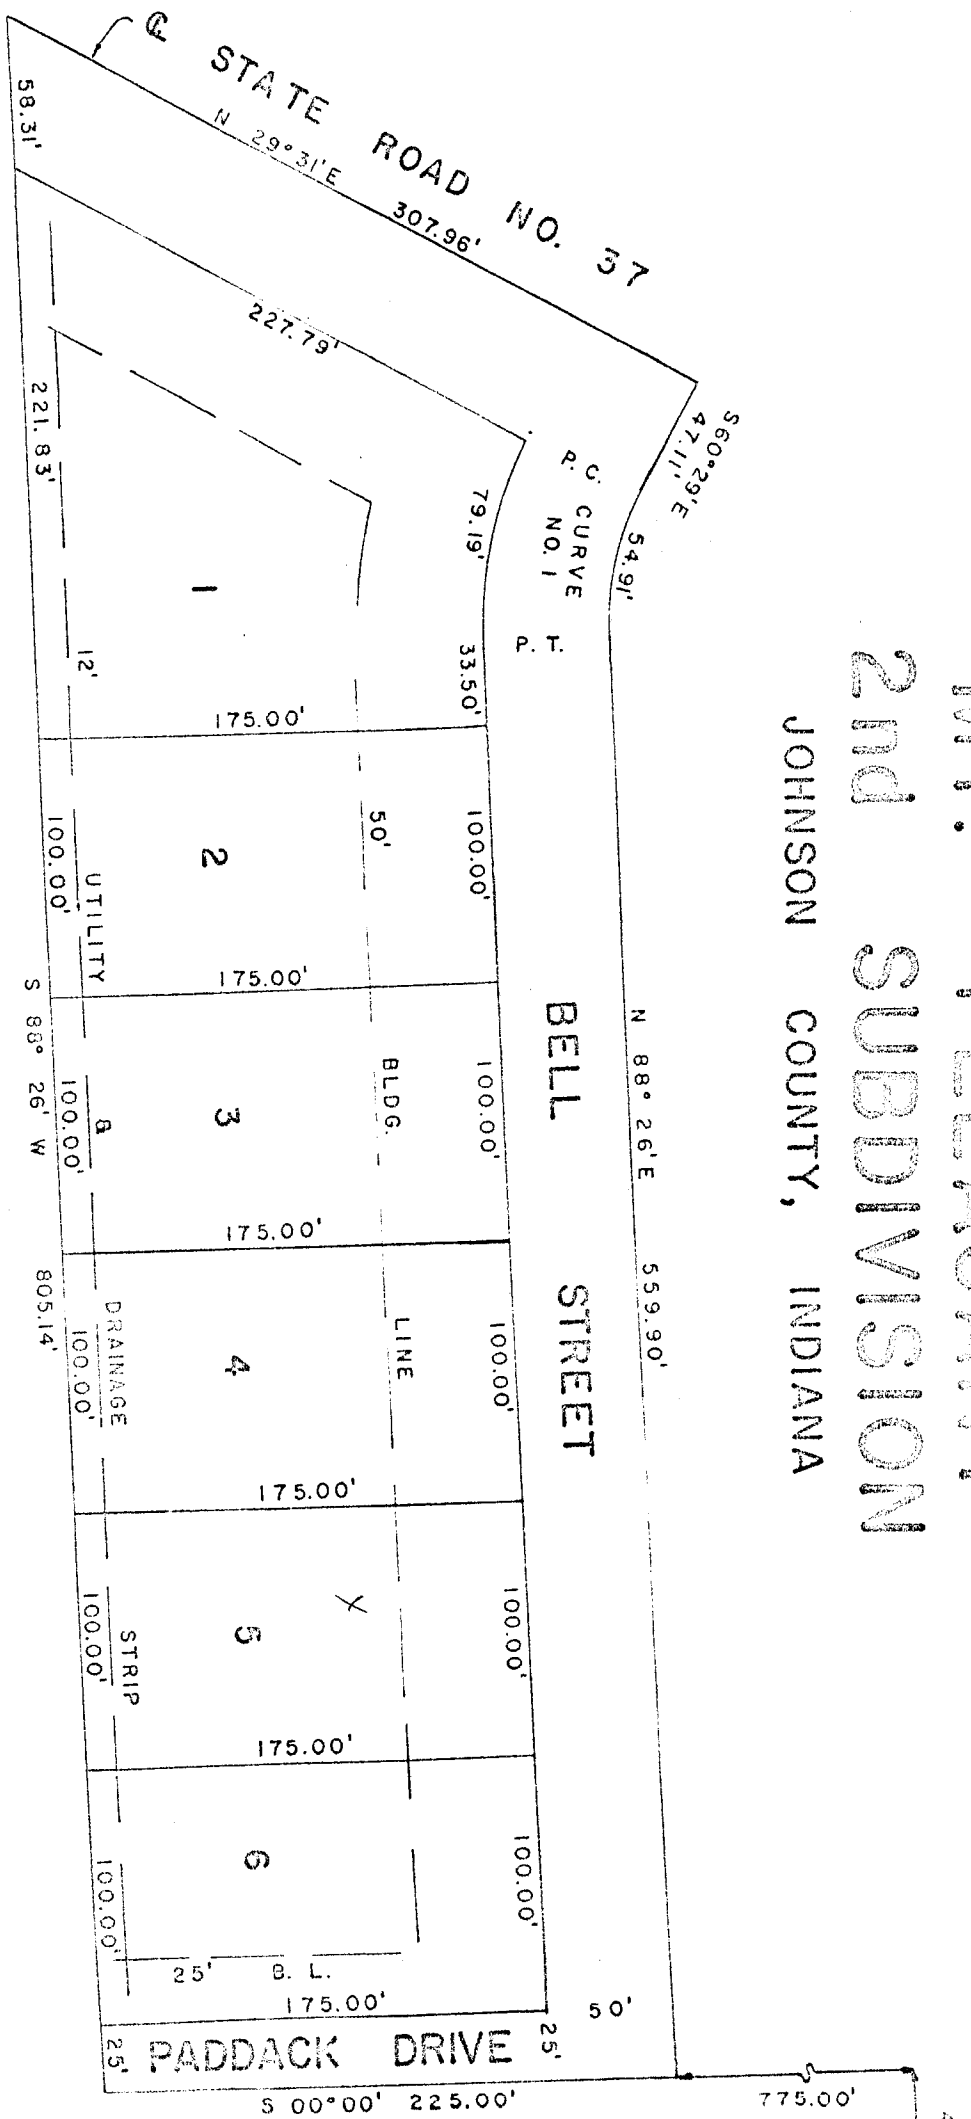 2nd SUBDIVISION
JOHNSON COUNTY, INDIANA
℄ STATE ROAD NO. 37
N 29°31'E 307.96'
S60°29'E
47.11'
54.91'
N 88° 26'E 559.90'
775.00'
P.C. CURVE
NO. 1
P.T.
BELL STREET
50'
58.31'
227.79'
79.19'
33.50'
100.00'
100.00'
100.00'
100.00'
100.00'
25'
221.83'
1
12'
175.00'
2
50'
175.00'
3
BLDG.
175.00'
4
LINE
175.00'
5
X
175.00'
6
25' B. L.
175.00'
UTILITY
&
DRAINAGE
STRIP
100.00'
100.00'
100.00'
100.00'
100.00'
25'
S 88° 26' W 805.14'
PADDACK DRIVE
S 00°00' 225.00'